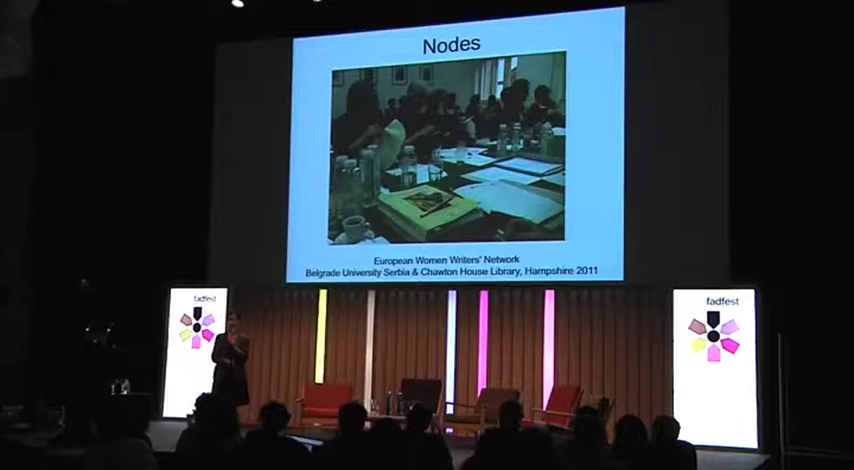 Nodes
European Women Writers' Network
Belgrade University Serbia & Chawton House Library, Hampshire 2011
fadfest
fadfest